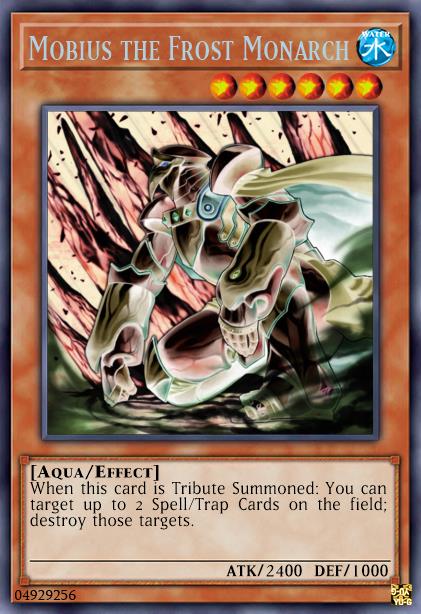 MOBIUS THE FROST MONARCH
WATER
水
[AQUA/EFFECT]
When this card is Tribute Summoned: You can
target up to 2 Spell/Trap Cards on the field;
destroy those targets.
ATK/2400 DEF/1000
04929256